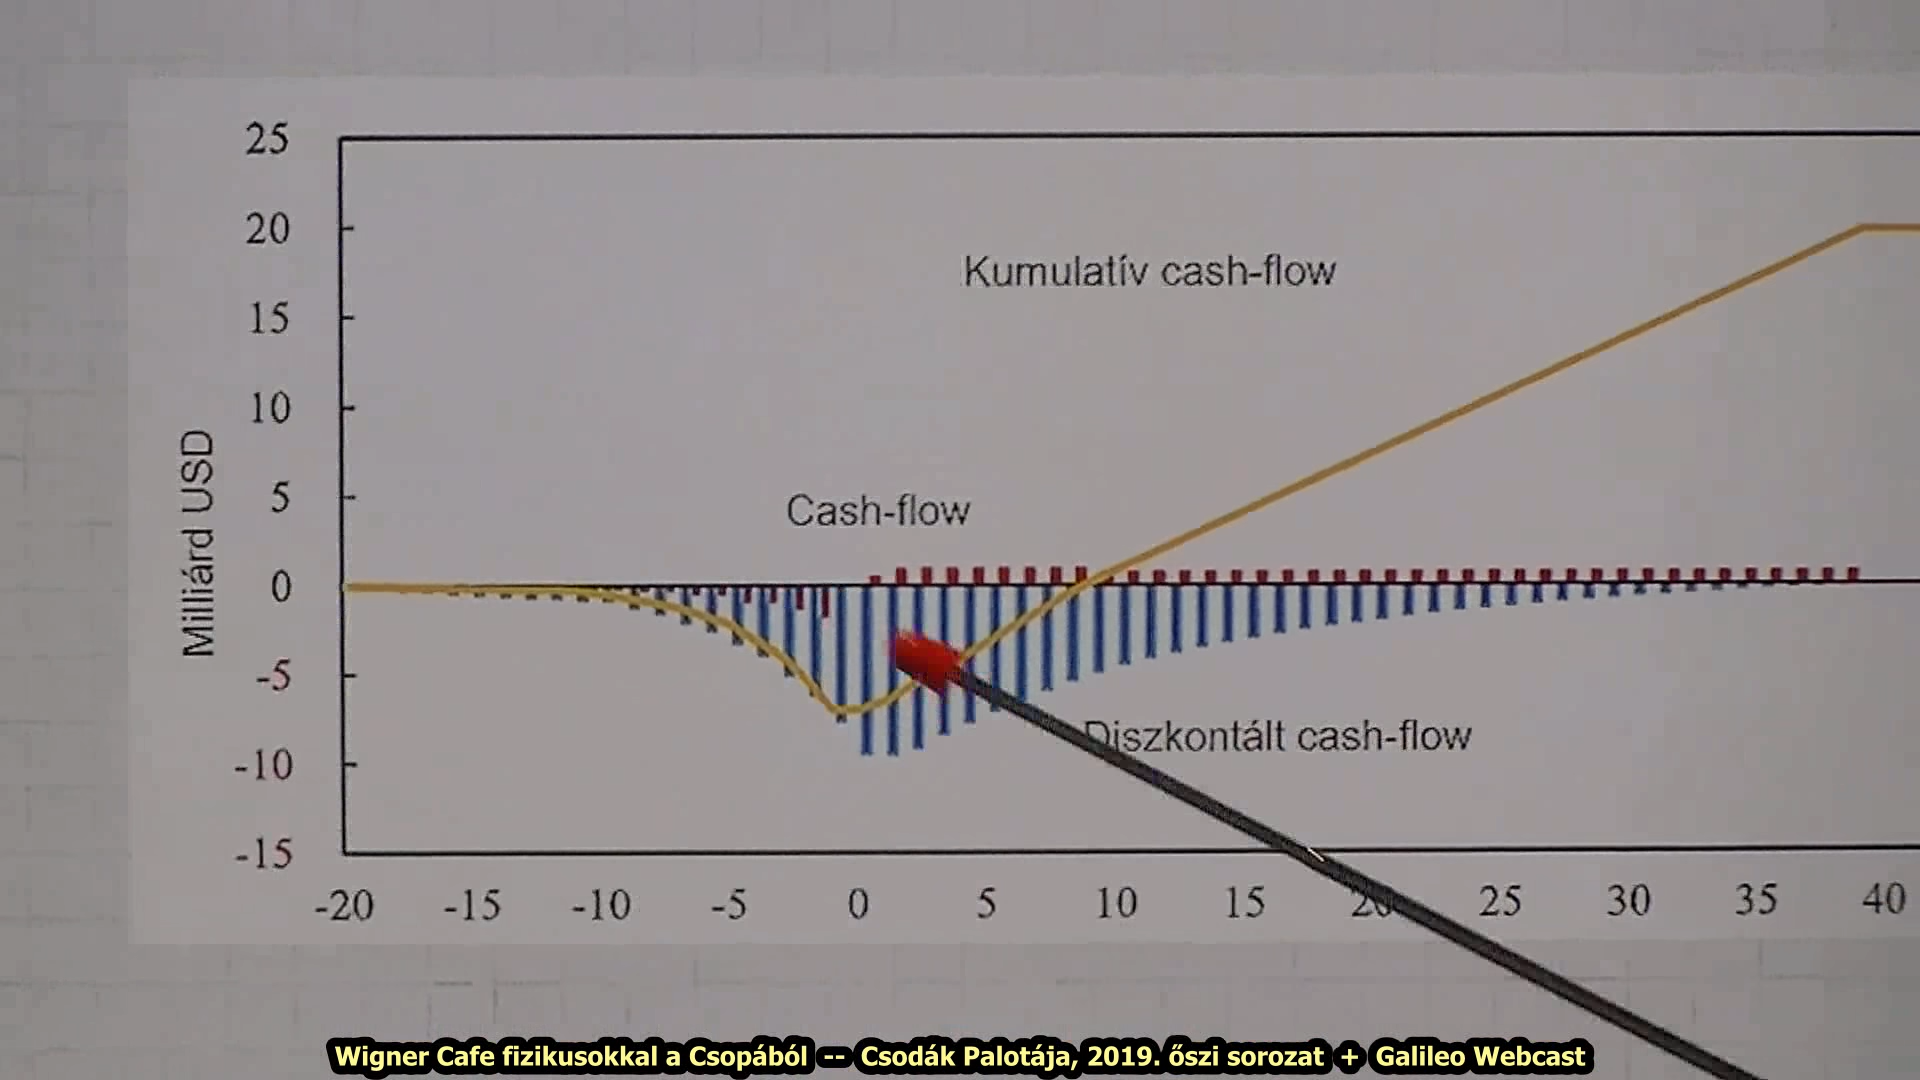 25
20
Kumulatív cash-flow
15
10
Milliárd USD
5
Cash-flow
0
-5
Diszkontált cash-flow
-10
-15
-20 -15 -10 -5 0 5 10 15 20 25 30 35 40
Wigner Cafe fizikusokkal a Csopából -- Csodák Palotája, 2019. őszi sorozat + Galileo Webcast